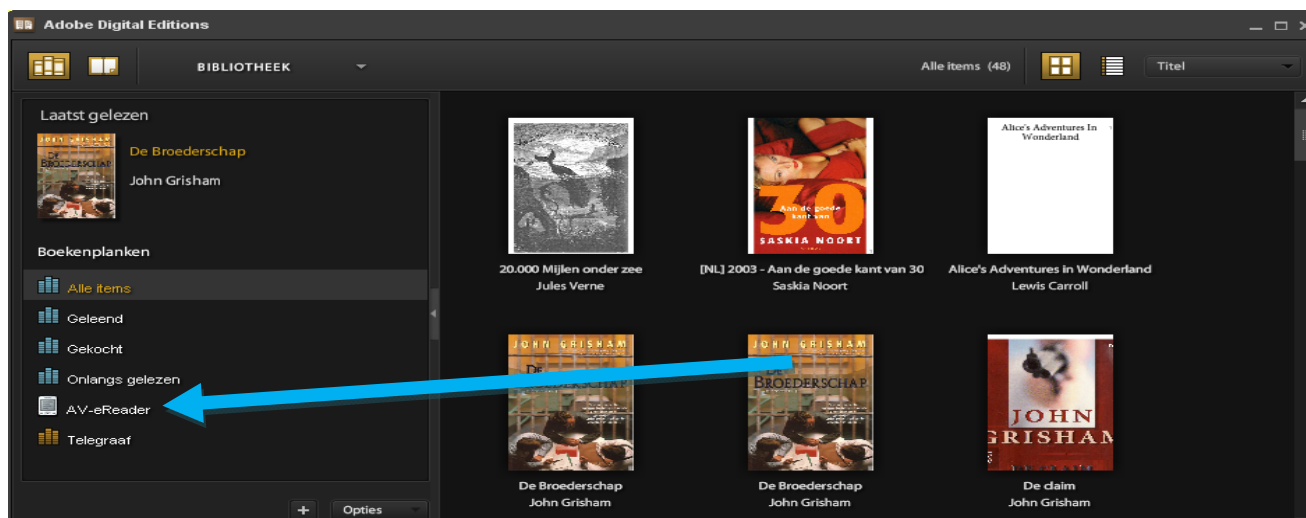 Adobe Digital Editions
BIBLIOTHEEK
Alle items (48)
Titel
Laatst gelezen
JOHN GRISHAM
DE
BROEDERSCHAP
De Broederschap
John Grisham
Boekenplanken
Alle items
Geleend
Gekocht
Onlangs gelezen
AV-eReader
Telegraaf
Opties
30
Aan de goede
kant van
SASKIA NOORT
Alice's Adventures In
Wonderland
20.000 Mijlen onder zee
Jules Verne
[NL] 2003 - Aan de goede kant van 30
Saskia Noort
Alice's Adventures in Wonderland
Lewis Carroll
JOHN GRISHAM
DE
BROEDERSCHAP
JOHN GRISHAM
DE
BROEDERSCHAP
JOHN
GRISHAM
De Broederschap
John Grisham
De Broederschap
John Grisham
De claim
John Grisham